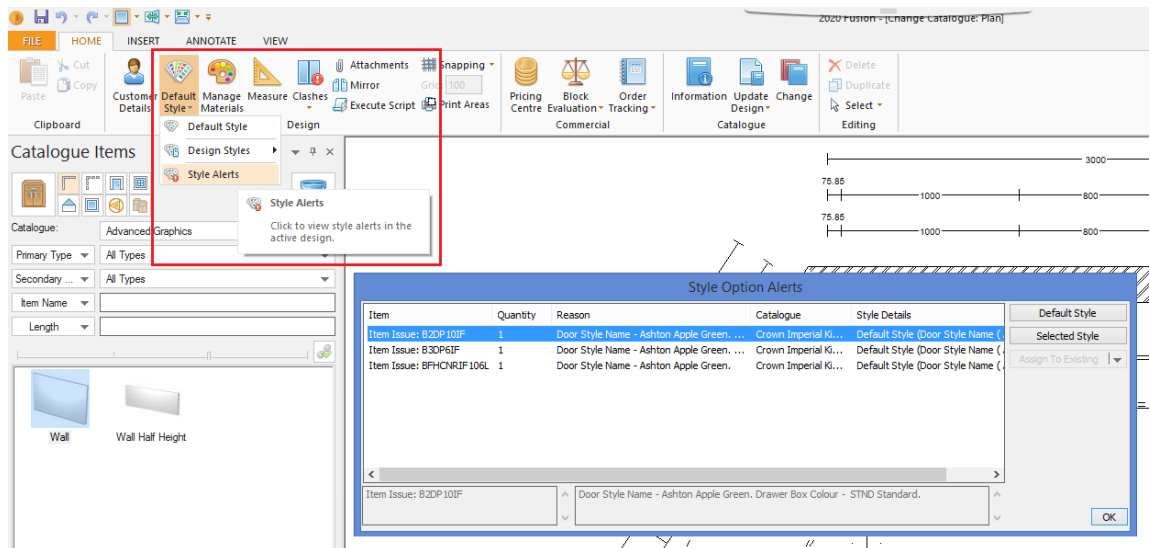 2020 Fusion - [Change Catalogue: Plan]
FILE HOME INSERT ANNOTATE VIEW
Cut
Copy
Paste
Clipboard
Customer Details
Default Style
Manage Materials
Measure
Clashes
Attachments
Mirror
Execute Script
Snapping
Grid 100
Print Areas
Design
Pricing Centre
Block Evaluation
Order Tracking
Commercial
Information
Update Design
Change
Catalogue
Delete
Duplicate
Select
Editing
Default Style
Design Styles
Style Alerts
Style Alerts
Click to view style alerts in the
active design.
Catalogue Items
Catalogue: Advanced Graphics
Primary Type All Types
Secondary ... All Types
Item Name
Length
Wall
Wall Half Height
3000
75.85
1000 800
75.85
1000 800
Style Option Alerts
Item Quantity Reason Catalogue Style Details
Item Issue: B2DP10IF 1 Door Style Name - Ashton Apple Green. ... Crown Imperial Ki... Default Style (Door Style Name (
Item Issue: B3DP6IF 1 Door Style Name - Ashton Apple Green. ... Crown Imperial Ki... Default Style (Door Style Name (
Item Issue: BFHCNRIF106L 1 Door Style Name - Ashton Apple Green. Crown Imperial Ki... Default Style (Door Style Name (
Default Style
Selected Style
Assign To Existing
Item Issue: B2DP10IF
Door Style Name - Ashton Apple Green. Drawer Box Colour - STND Standard.
OK